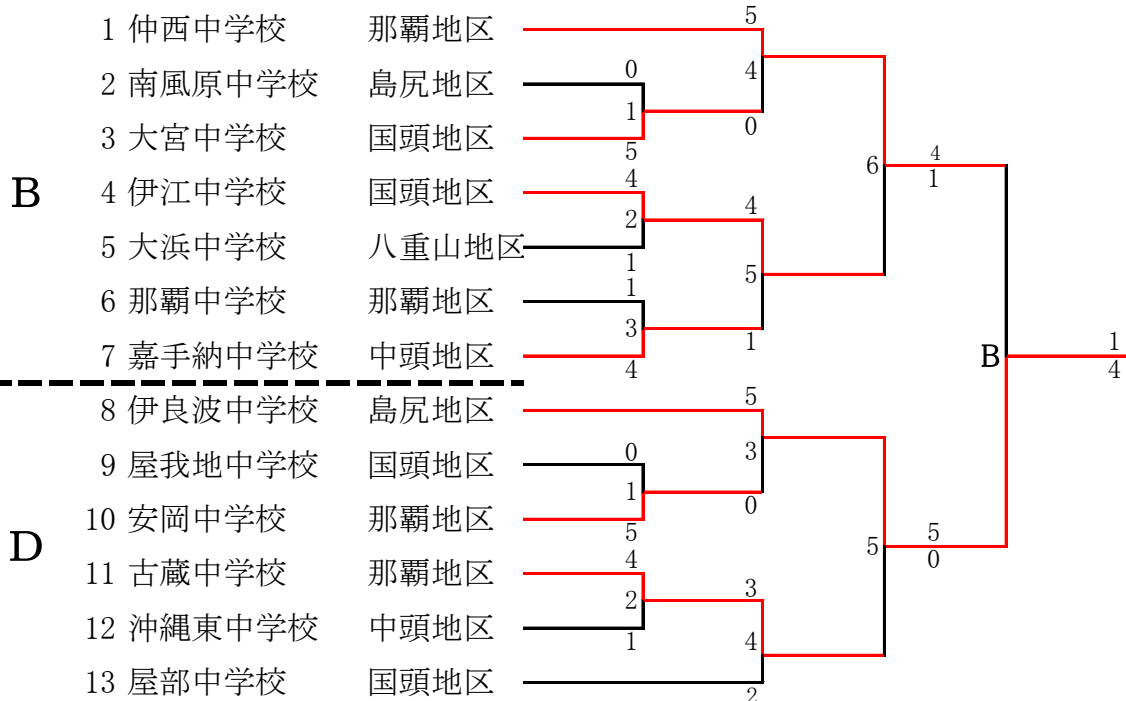 1 仲西中学校 那覇地区 5
2 南風原中学校 島尻地区 0 4
1
3 大宮中学校 国頭地区 5 0
6 4
1
B
4 伊江中学校 国頭地区 4 4
2
5 大浜中学校 八重山地区 1 5
6 那覇中学校 那覇地区 1
3 1
7 嘉手納中学校 中頭地区 4
B 1
4
8 伊良波中学校 島尻地区 5
9 屋我地中学校 国頭地区 0 3
1
10 安岡中学校 那覇地区 5 0
D
5 5
0
11 古蔵中学校 那覇地区 4 3
2
12 沖縄東中学校 中頭地区 1 4
13 屋部中学校 国頭地区 2